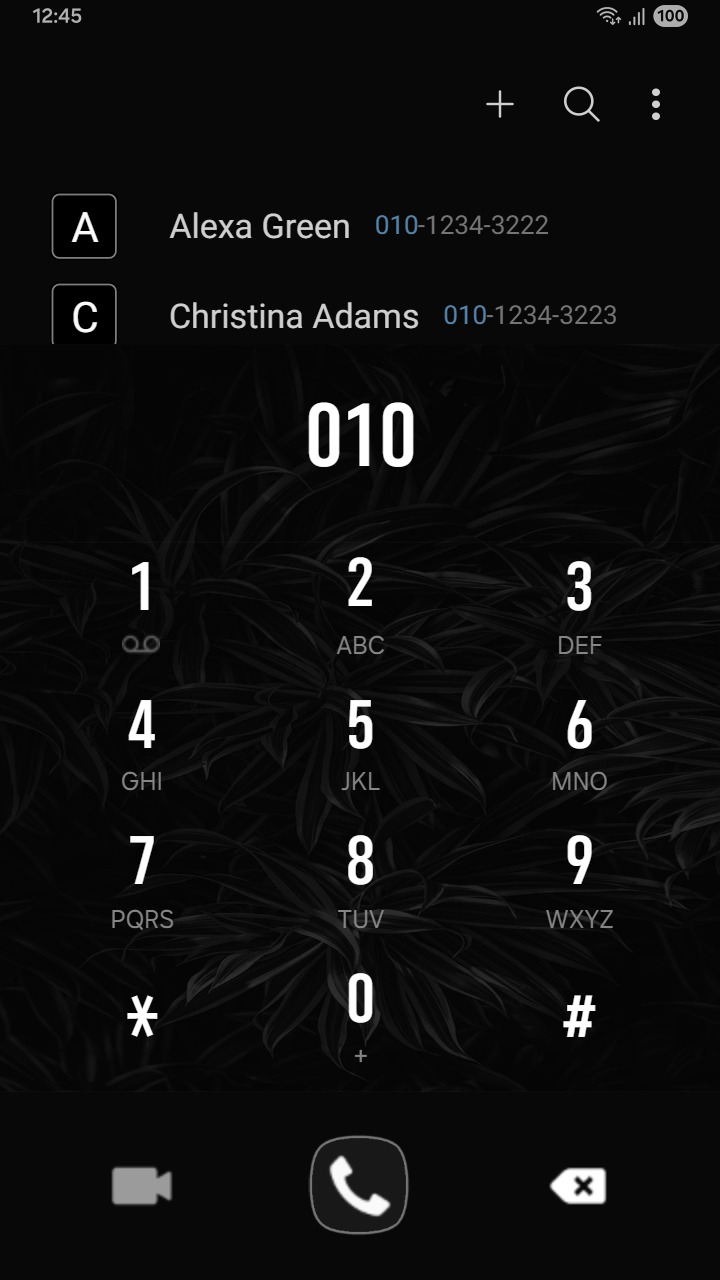 12:45 100
A Alexa Green 010-1234-3222
C Christina Adams 010-1234-3223
010
1 2 3
ABC DEF
4 5 6
GHI JKL MNO
7 8 9
PQRS TUV WXYZ
* 0 #
+